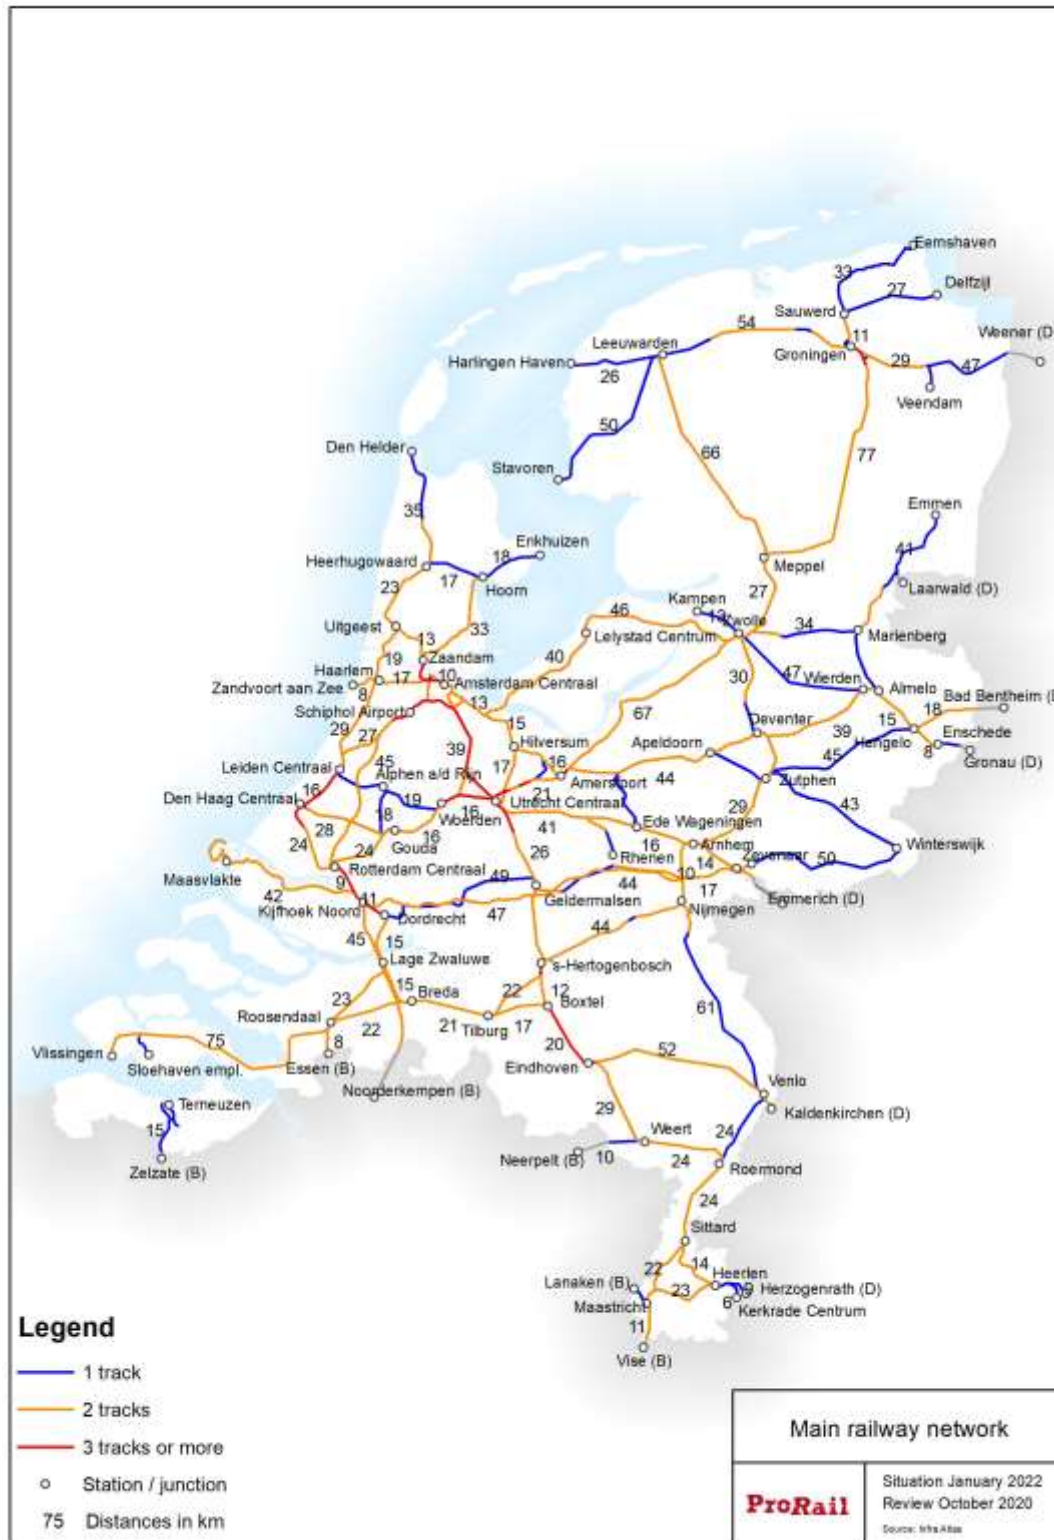 Eemshaven
33
Delfzijl
27
Sauwerd
54
11
Weener (D
Leeuwarden
Groningen
29
47
Harlingen Haven
26
Veendam
50
Den Helder
66
77
Stavoren
Emmen
35
Enkhuizen
41
Heerhugowaard
18
17
Hoorn
Meppel
Laarwald (D)
23
27
Kampen
46
13
Zwolle
34
Uitgeest
13
33
Lelystad Centrum
Marienberg
19
Zaandam
40
Haarlem
17
10
Amsterdam Centraal
30
47
Wierden
Almelo
Bad Bentheim (
Zandvoort aan Zee
8
13
67
18
Schiphol Airport
15
Deventer
39
15
29
27
39
Hilversum
Apeldoorn
Enschede
45
Hengelo
8
Leiden Centraal
45
Alphen a/d Rijn
17
16
44
Gronau (D)
21
Amersfoort
Zutphen
Den Haag Centraal
16
19
16
Utrecht Centraal
43
Woerden
29
28
18
16
41
Ede Wageningen
24
Gouda
16
Arnhem
Winterswijk
24
26
Rhenen
14
Zevenaar
50
Rotterdam Centraal
Maasvlakte
9
49
44
10
42
11
17
Emmerich (D)
Kijfhoek Noord
47
Geldermalsen
Dordrecht
Nijmegen
45
15
44
Lage Zwaluwe
s-Hertogenbosch
15
Breda
22
12
61
23
Boxtel
Roosendaal
22
21
Tilburg
17
75
8
20
52
Vlissingen
Sloehaven empl.
Essen (B)
Eindhoven
Noorderkempen (B)
Venlo
Terneuzen
Kaldenkirchen (D)
29
15
Weert
24
Neerpelt (B)
10
24
Roermond
Zelzate (B)
24
Sittard
22
14
Lanaken (B)
Heerlen
23
9
Herzogenrath (D)
Maastricht
6
Kerkrade Centrum
11
Vise (B)
Legend
1 track
2 tracks
3 tracks or more
Station / junction
75 Distances in km
Main railway network
ProRail
Situation January 2022
Review October 2020
Source: Infra Atlas